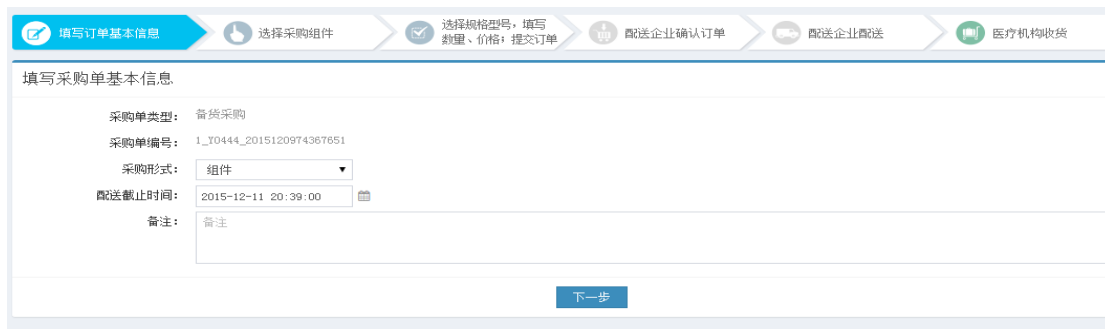 填写订单基本信息
选择采购组件
选择规格型号，填写
数量、价格；提交订单
配送企业确认订单
配送企业配送
医疗机构收货
填写采购单基本信息
采购单类型： 备货采购
采购单编号： 1_Y0444_2015120974367651
采购形式： 组件
配送截止时间： 2015-12-11 20:39:00
备注： 备注
下一步